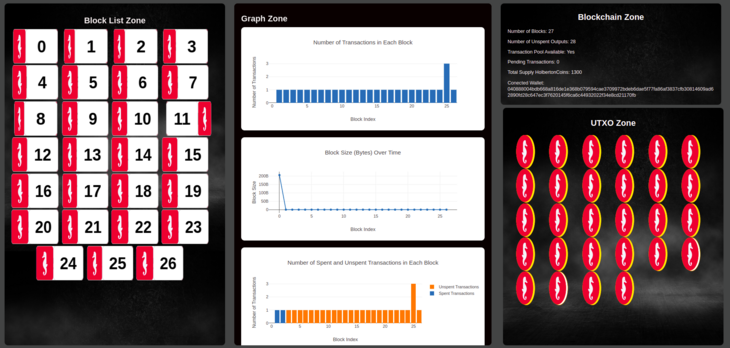 Block List Zone
0
1
2
3
4
5
6
7
8
9
10
11
12
13
14
15
16
17
18
19
20
21
22
23
24
25
26
Graph Zone
Number of Transactions in Each Block
Number of Transactions
3
2
1
0
0
5
10
15
20
25
Block Index
Block Size (Bytes) Over Time
Block Size
200B
150B
100B
50B
0
0
5
10
15
20
25
Block Index
Number of Spent and Unspent Transactions in Each Block
Number of Transactions
3
2
1
0
0
5
10
15
20
25
Unspent Transactions
Spent Transactions
Block Index
Blockchain Zone
Number of Blocks: 27
Number of Unspent Outputs: 28
Transaction Pool Available: Yes
Pending Transactions: 0
Total Supply HolbertonCoins: 1300
Conected Wallet:
UTXO Zone